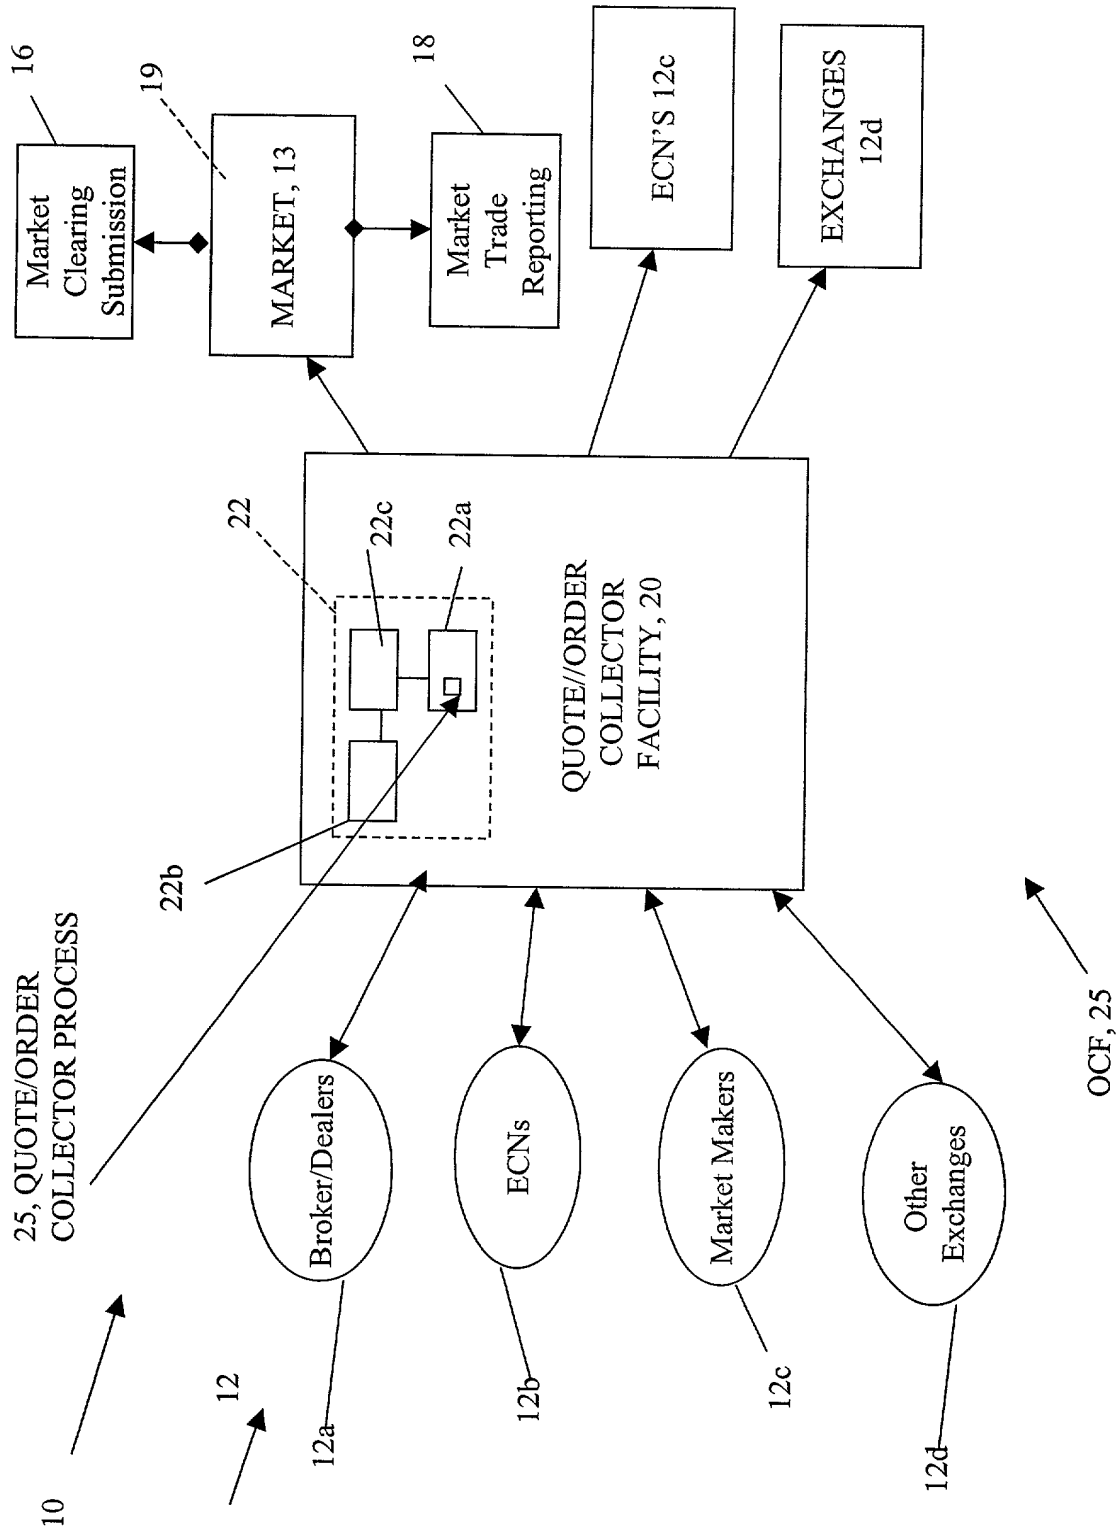 10
25, QUOTE/ORDER
COLLECTOR PROCESS
12
12a
Broker/Dealers
12b
ECNs
12c
Market Makers
12d
Other
Exchanges
22b
22
22c
22a
QUOTE//ORDER
COLLECTOR
FACILITY, 20
16
Market
Clearing
Submission
19
MARKET, 13
18
Market
Trade
Reporting
ECN'S 12c
EXCHANGES
12d
OCF, 25